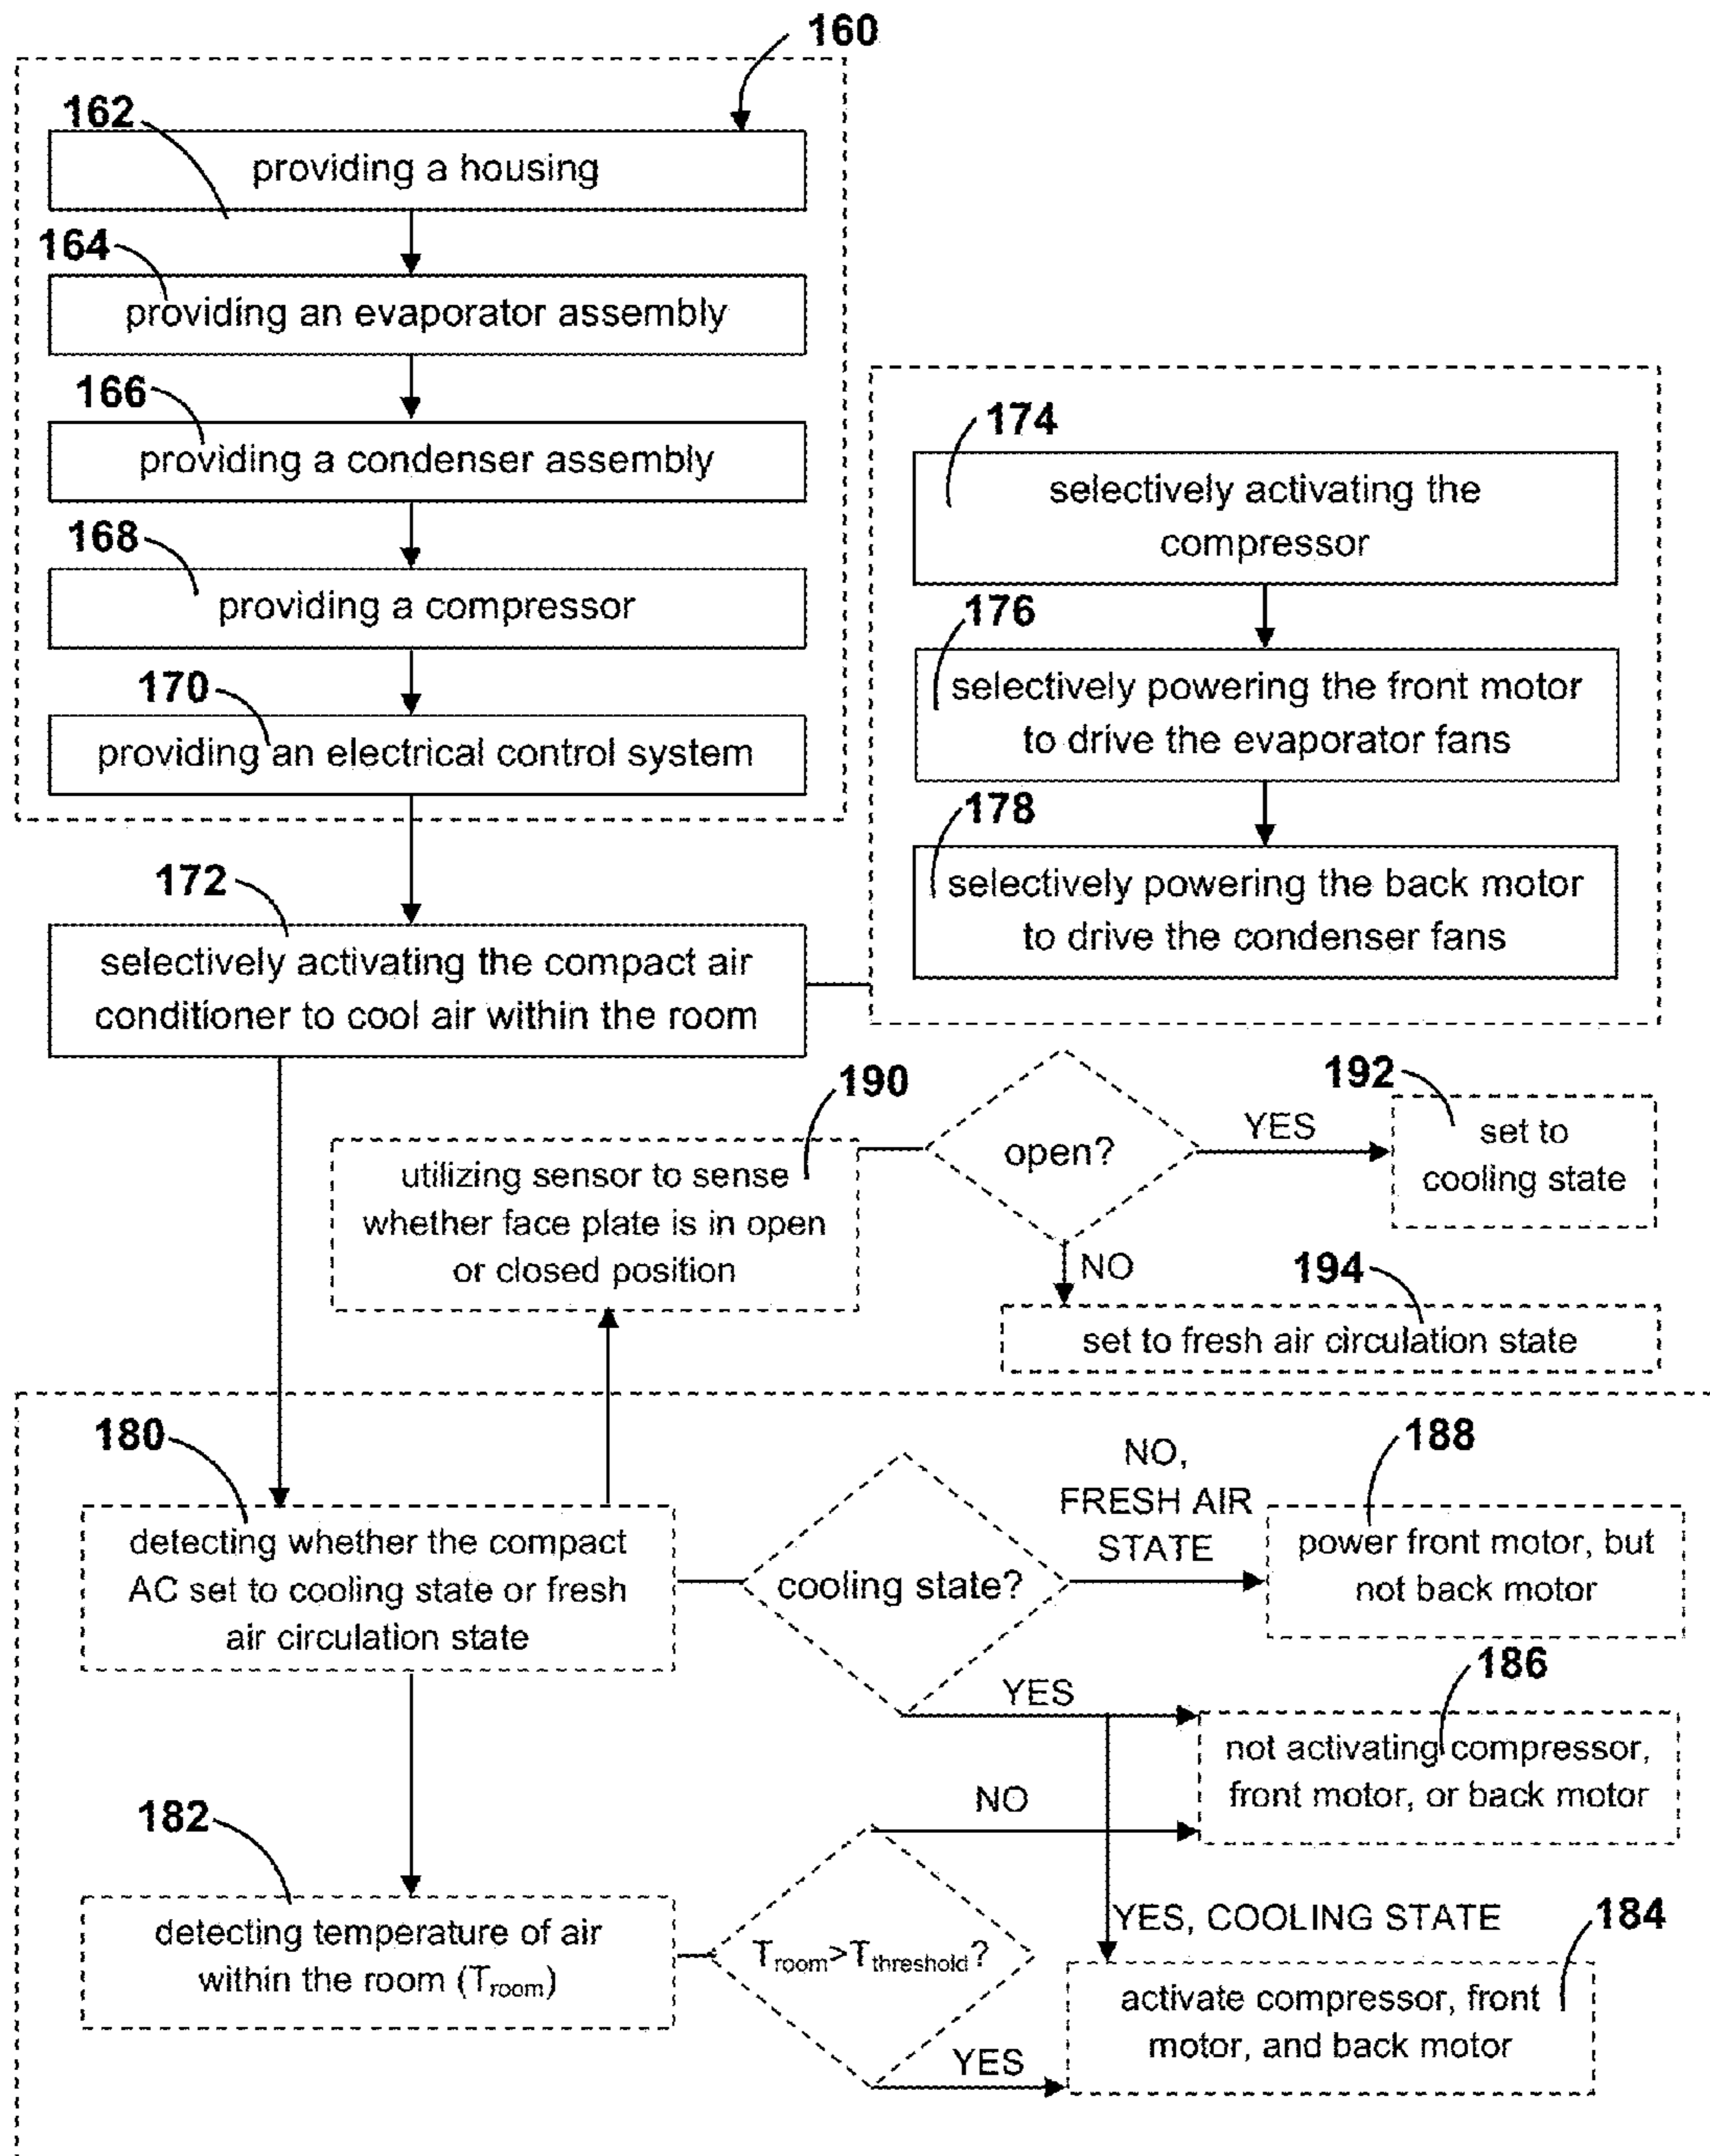 160
162
providing a housing
164
providing an evaporator assembly
166
providing a condenser assembly
168
providing a compressor
170
providing an electrical control system
172
selectively activating the compact air
conditioner to cool air within the room
174
selectively activating the
compressor
176
selectively powering the front motor
to drive the evaporator fans
178
selectively powering the back motor
to drive the condenser fans
190
utilizing sensor to sense
whether face plate is in open
or closed position
open?
YES
192
set to
cooling state
NO
194
set to fresh air circulation state
180
detecting whether the compact
AC set to cooling state or fresh
air circulation state
cooling state?
NO,
FRESH AIR
STATE
188
power front motor, but
not back motor
YES
186
not activating compressor,
front motor, or back motor
NO
182
detecting temperature of air
within the room (Troom)
Troom>Tthreshold?
YES, COOLING STATE
184
activate compressor, front
motor, and back motor
YES